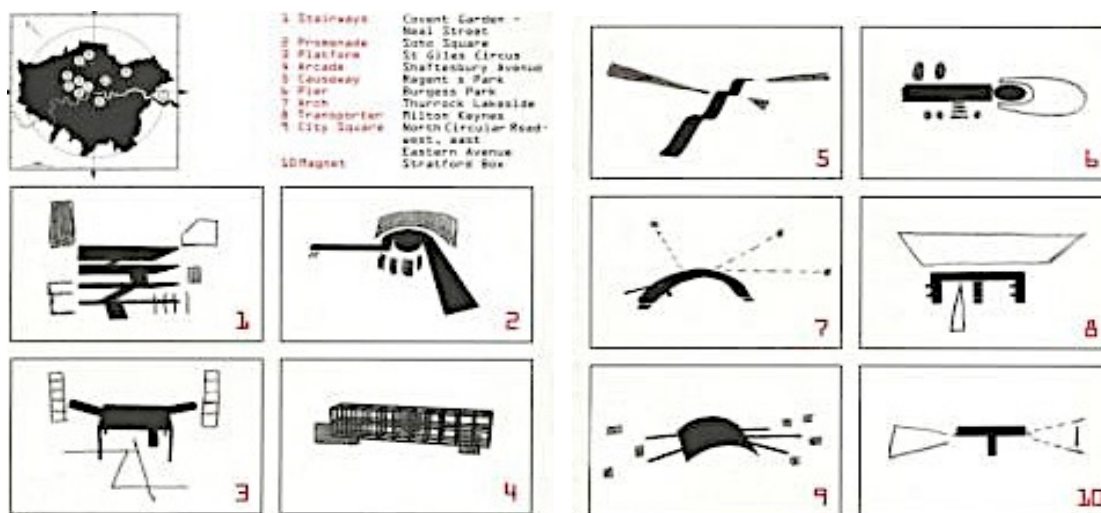 1 Stairways Covent Garden -
Neal Street
2 Promenade Soho Square
3 Platform St Giles Circus
4 Arcade Shaftesbury Avenue
5 Causeway Regent s Park
6 Pier Burgess Park
7 Arch Thurrock Lakeside
8 Transporter Milton Keynes
9 City Square North Circular Road-
west, east
Eastern Avenue
10 Magnet Stratford Box
1
2
3
4
5
6
7
8
9
10